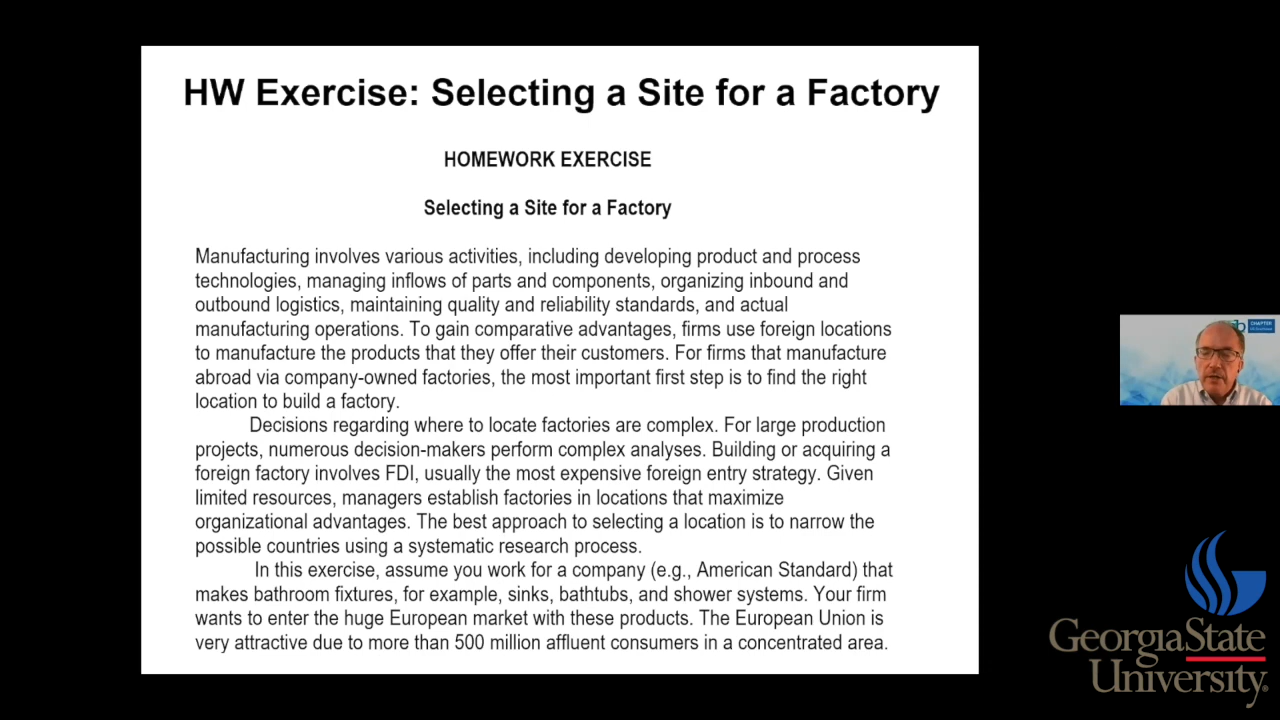 HW Exercise: Selecting a Site for a Factory
HOMEWORK EXERCISE
Selecting a Site for a Factory
Manufacturing involves various activities, including developing product and process
technologies, managing inflows of parts and components, organizing inbound and
outbound logistics, maintaining quality and reliability standards, and actual
manufacturing operations. To gain comparative advantages, firms use foreign locations
to manufacture the products that they offer their customers. For firms that manufacture
abroad via company-owned factories, the most important first step is to find the right
location to build a factory.
Decisions regarding where to locate factories are complex. For large production
projects, numerous decision-makers perform complex analyses. Building or acquiring a
foreign factory involves FDI, usually the most expensive foreign entry strategy. Given
limited resources, managers establish factories in locations that maximize
organizational advantages. The best approach to selecting a location is to narrow the
possible countries using a systematic research process.
In this exercise, assume you work for a company (e.g., American Standard) that
makes bathroom fixtures, for example, sinks, bathtubs, and shower systems. Your firm
wants to enter the huge European market with these products. The European Union is
very attractive due to more than 500 million affluent consumers in a concentrated area.
CHAPTER
GeorgiaState
University